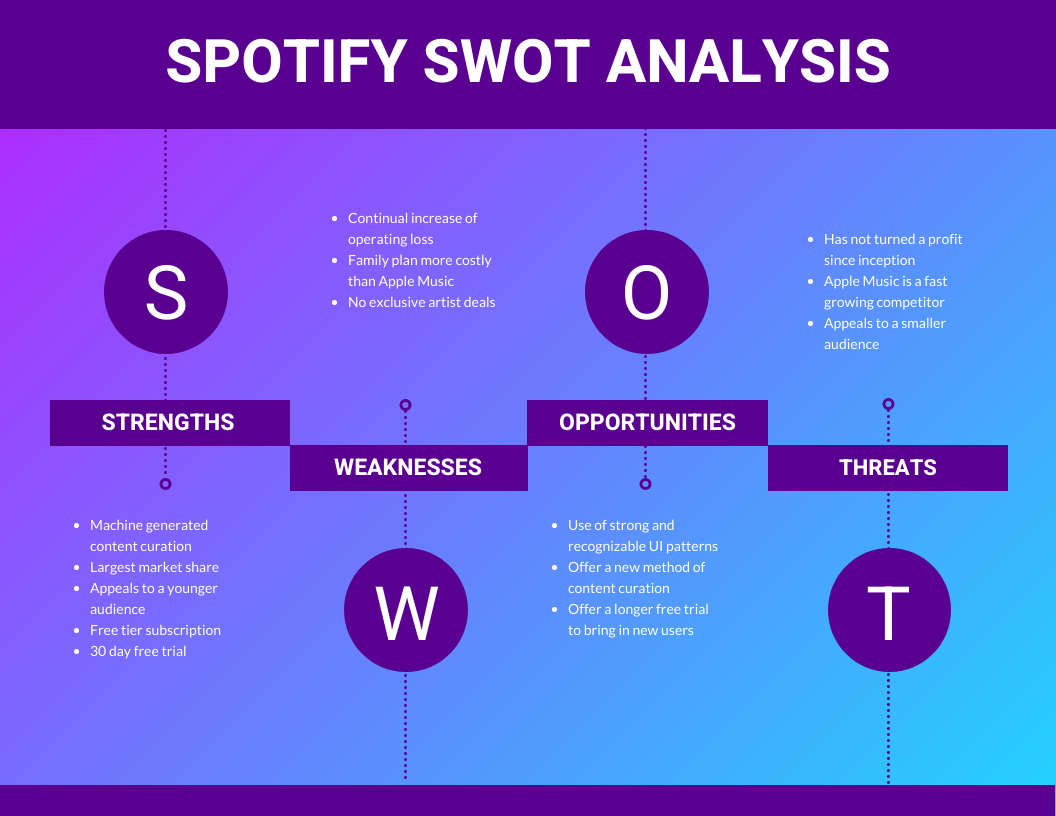 SPOTIFY SWOT ANALYSIS
S
STRENGTHS
• Machine generated
content curation
• Largest market share
• Appeals to a younger
audience
• Free tier subscription
• 30 day free trial
• Continual increase of
operating loss
• Family plan more costly
than Apple Music
• No exclusive artist deals
WEAKNESSES
W
O
OPPORTUNITIES
• Use of strong and
recognizable UI patterns
• Offer a new method of
content curation
• Offer a longer free trial
to bring in new users
• Has not turned a profit
since inception
• Apple Music is a fast
growing competitor
• Appeals to a smaller
audience
THREATS
T